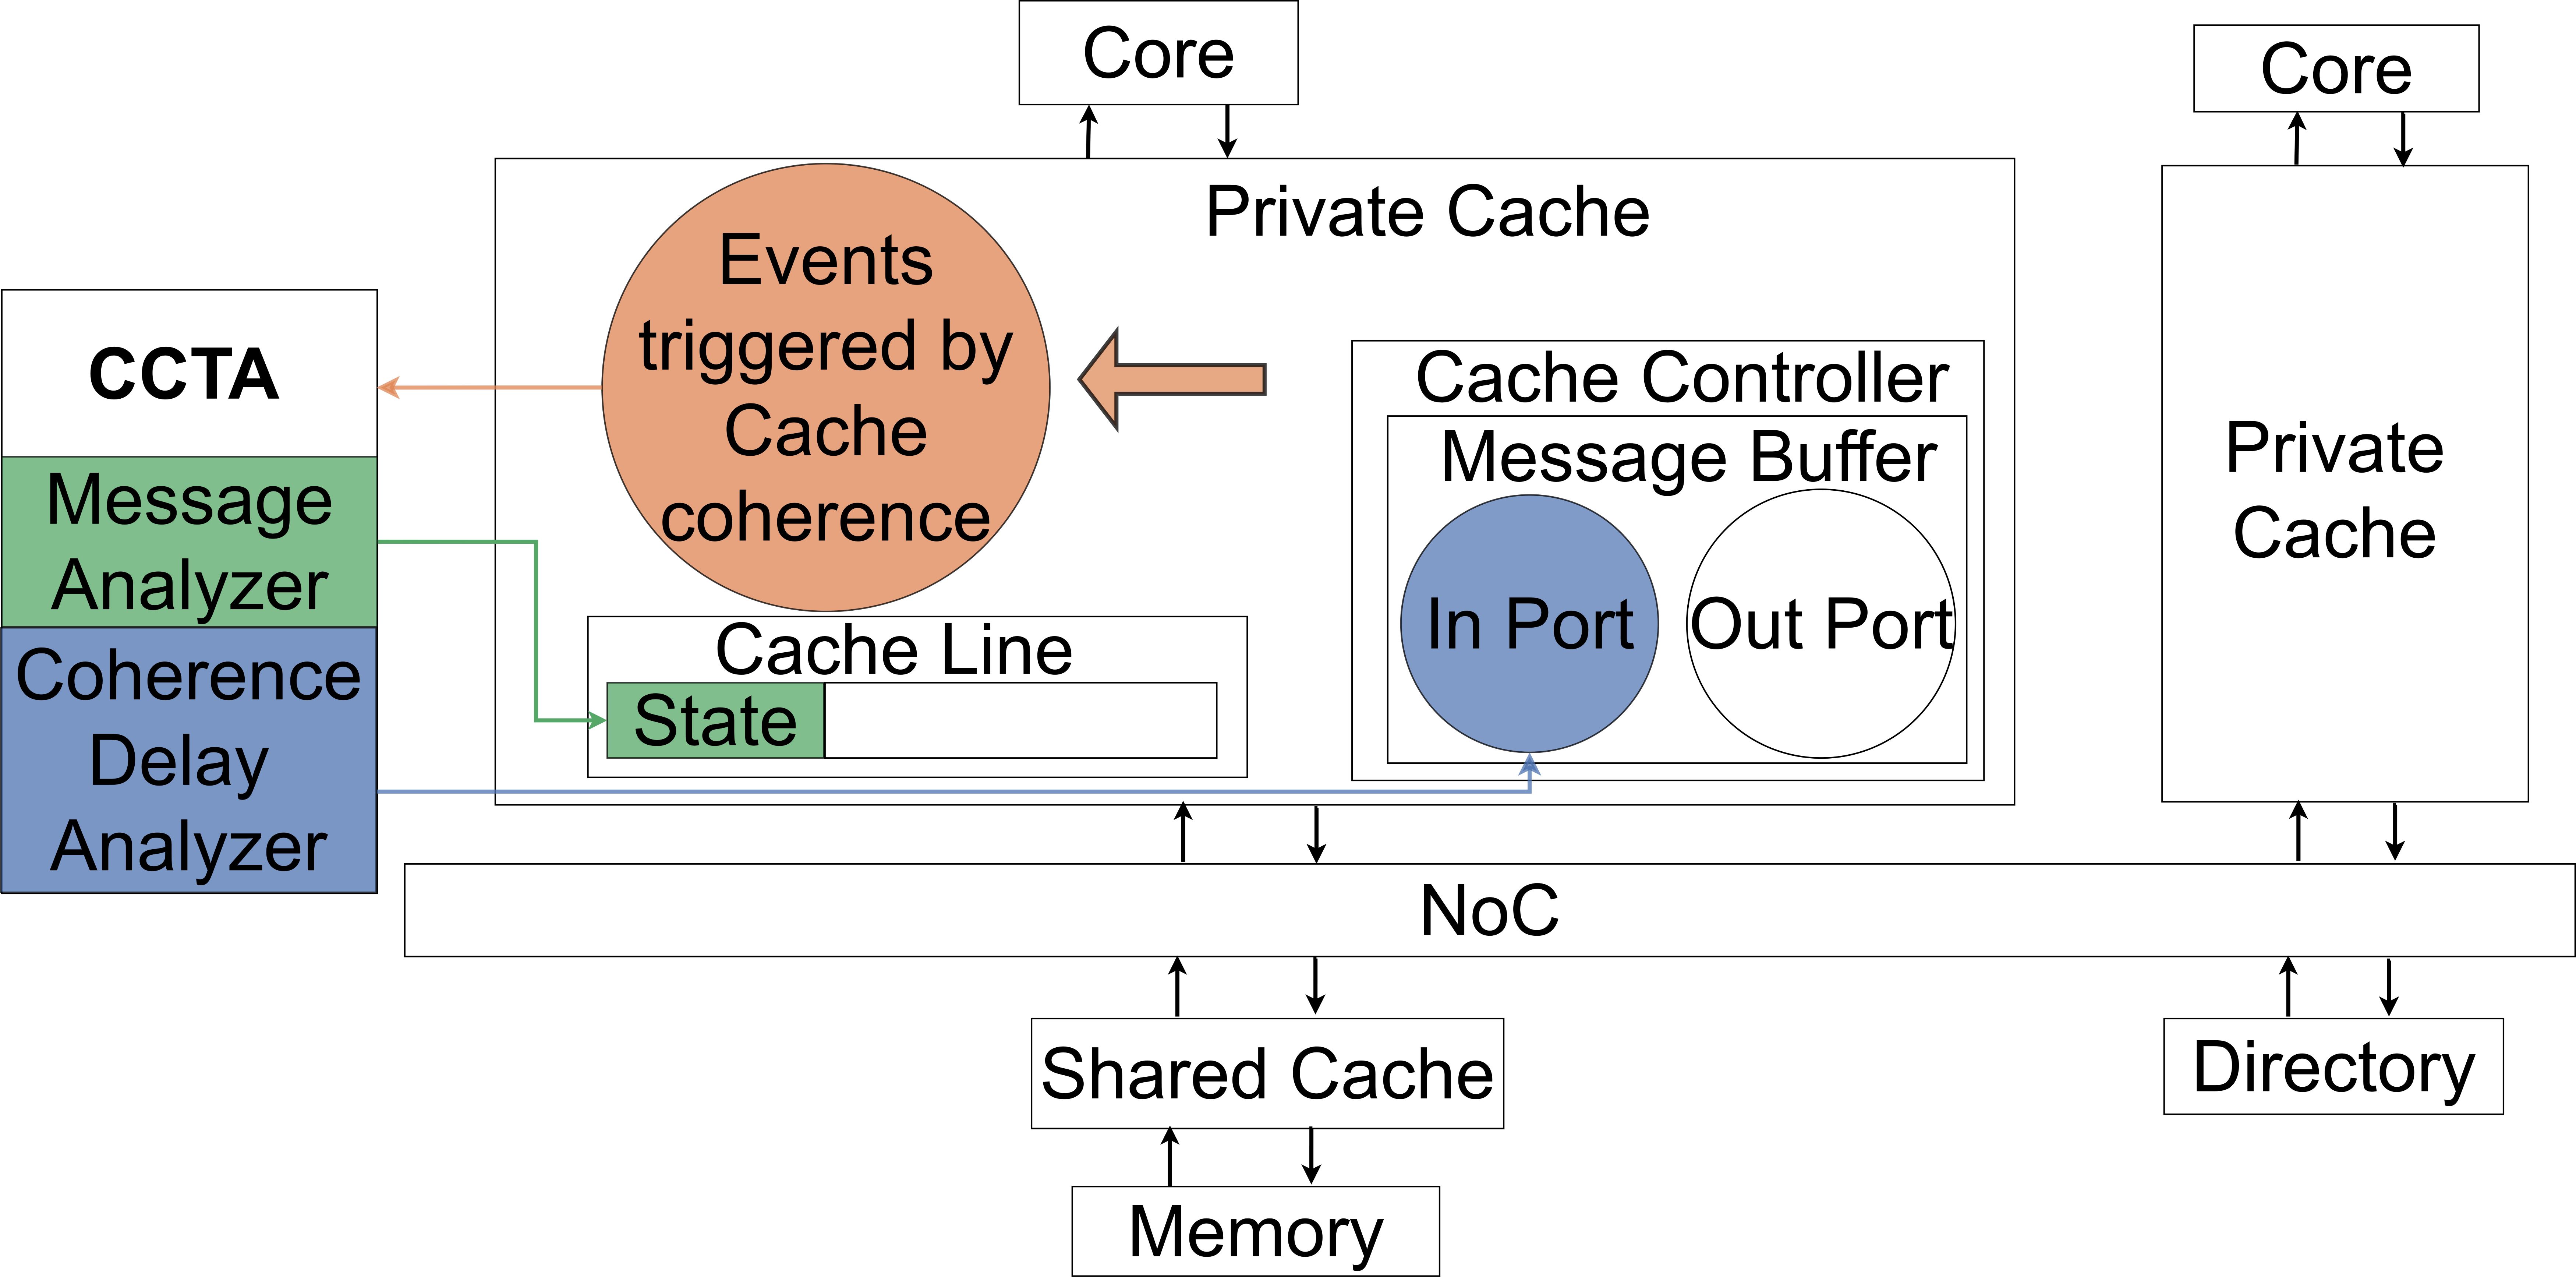 Core
Core
Private Cache
Events
triggered by
Cache
coherence
CCTA
Message
Analyzer
Coherence
Delay
Analyzer
Cache Controller
Message Buffer
In Port
Out Port
Cache Line
State
Private
Cache
NoC
Shared Cache
Directory
Memory